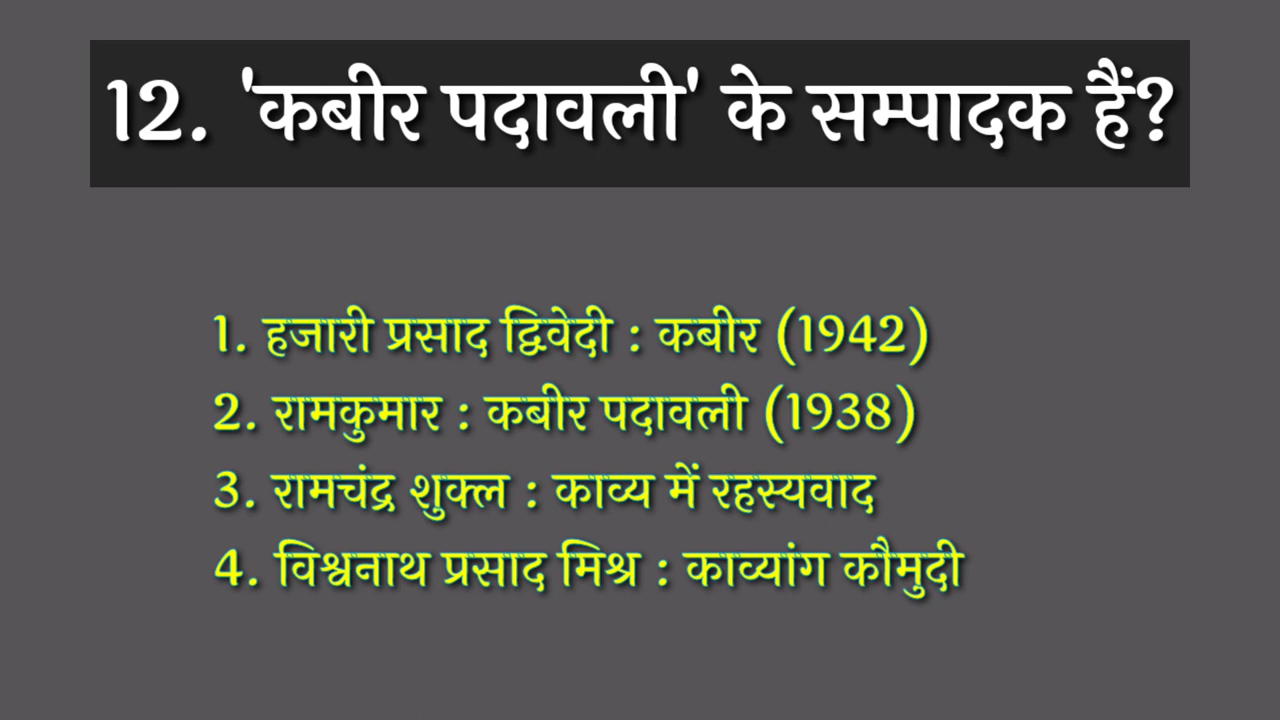 12. 'कबीर पदावली' के सम्पादक हैं?
1. हजारी प्रसाद द्विवेदी : कबीर (1942)
2. रामकुमार : कबीर पदावली (1938)
3. रामचंद्र शुक्ल : काव्य में रहस्यवाद
4. विश्वनाथ प्रसाद मिश्र : काव्यांग कौमुदी